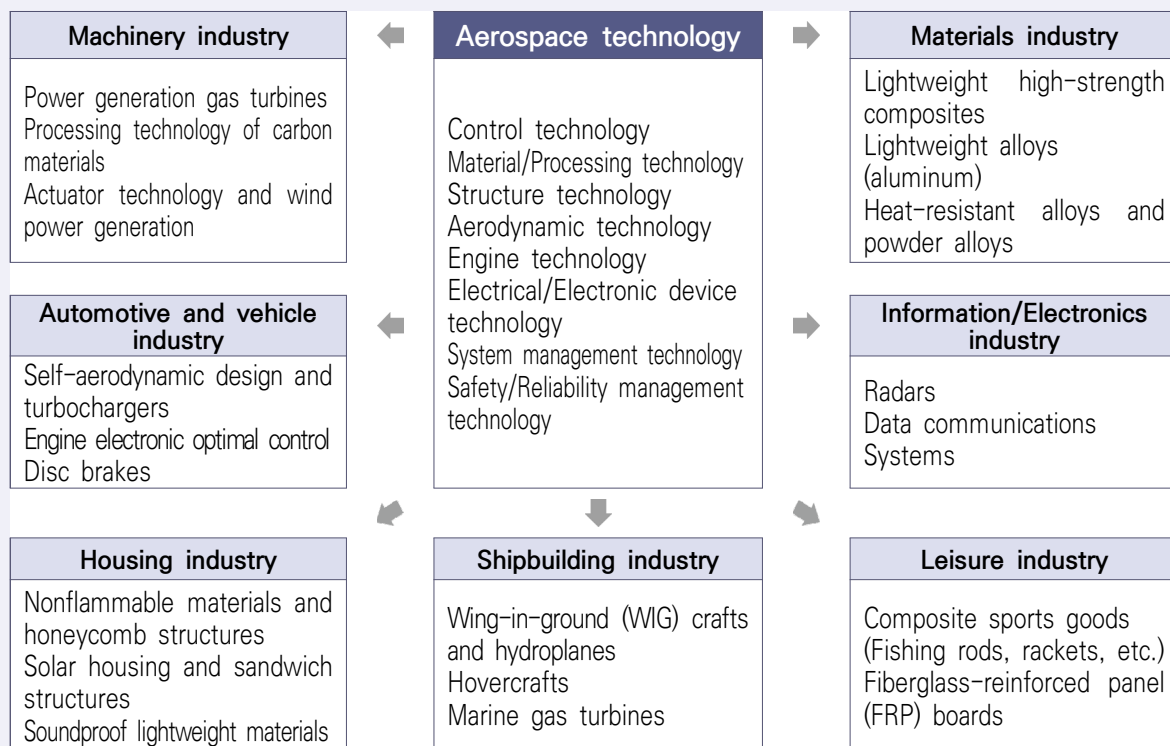 Machinery industry
Power generation gas turbines
Processing technology of carbon
materials
Actuator technology and wind
power generation
Aerospace technology
Control technology
Material/Processing technology
Structure technology
Aerodynamic technology
Engine technology
Electrical/Electronic device
technology
System management technology
Safety/Reliability management
technology
Materials industry
Lightweight high-strength
composites
Lightweight alloys
(aluminum)
Heat-resistant alloys and
powder alloys
Automotive and vehicle
industry
Self-aerodynamic design and
turbochargers
Engine electronic optimal control
Disc brakes
Information/Electronics
industry
Radars
Data communications
Systems
Housing industry
Nonflammable materials and
honeycomb structures
Solar housing and sandwich
structures
Soundproof lightweight materials
Shipbuilding industry
Wing-in-ground (WIG) crafts
and hydroplanes
Hovercrafts
Marine gas turbines
Leisure industry
Composite sports goods
(Fishing rods, rackets, etc.)
Fiberglass-reinforced panel
(FRP) boards